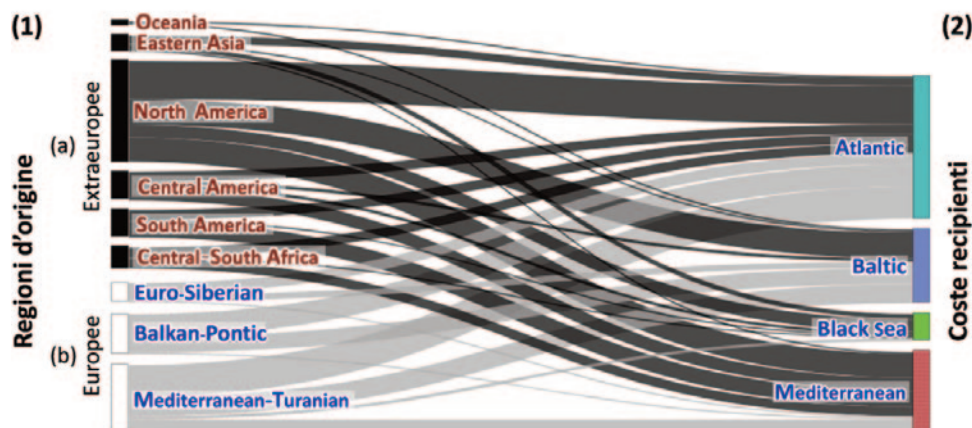 (1)
(2)
Regioni d'origine
(a)
Extraeuropee
(b)
Europee
Oceania
Eastern Asia
North America
Central America
South America
Central-South Africa
Euro-Siberian
Balkan-Pontic
Mediterranean-Turanian
Atlantic
Baltic
Black Sea
Mediterranean
Coste recipienti